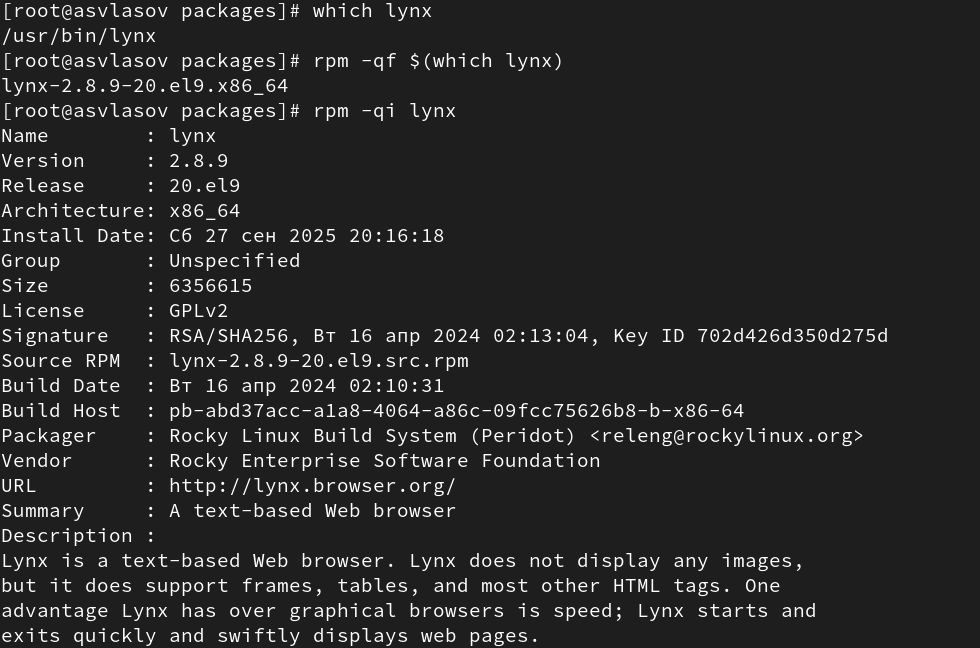 [root@asvlasov packages]# which lynx
/usr/bin/lynx
[root@asvlasov packages]# rpm -qf $(which lynx)
lynx-2.8.9-20.el9.x86_64
[root@asvlasov packages]# rpm -qi lynx
Name        : lynx
Version     : 2.8.9
Release     : 20.el9
Architecture: x86_64
Install Date: Сб 27 сен 2025 20:16:18
Group       : Unspecified
Size        : 6356615
License     : GPLv2
Signature   : RSA/SHA256, Вт 16 апр 2024 02:13:04, Key ID 702d426d350d275d
Source RPM  : lynx-2.8.9-20.el9.src.rpm
Build Date  : Вт 16 апр 2024 02:10:31
Build Host  : pb-abd37acc-a1a8-4064-a86c-09fcc75626b8-b-x86-64
Packager    : Rocky Linux Build System (Peridot) <releng@rockylinux.org>
Vendor      : Rocky Enterprise Software Foundation
URL         : http://lynx.browser.org/
Summary     : A text-based Web browser
Description :
Lynx is a text-based Web browser. Lynx does not display any images,
but it does support frames, tables, and most other HTML tags. One
advantage Lynx has over graphical browsers is speed; Lynx starts and
exits quickly and swiftly displays web pages.